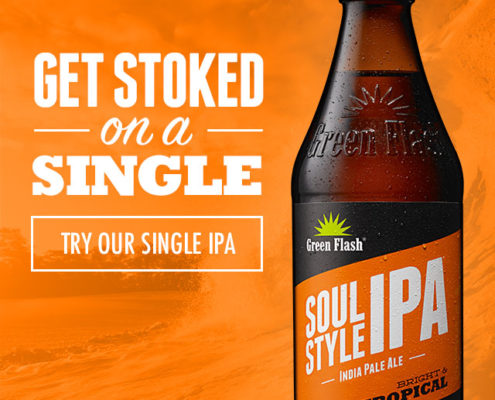 GET STOKED
on a
SINGLE
TRY OUR SINGLE IPA
Green Flash
Green Flash®
SOUL
STYLE
IPA
INDIA PALE ALE
BRIGHT &
TROPICAL